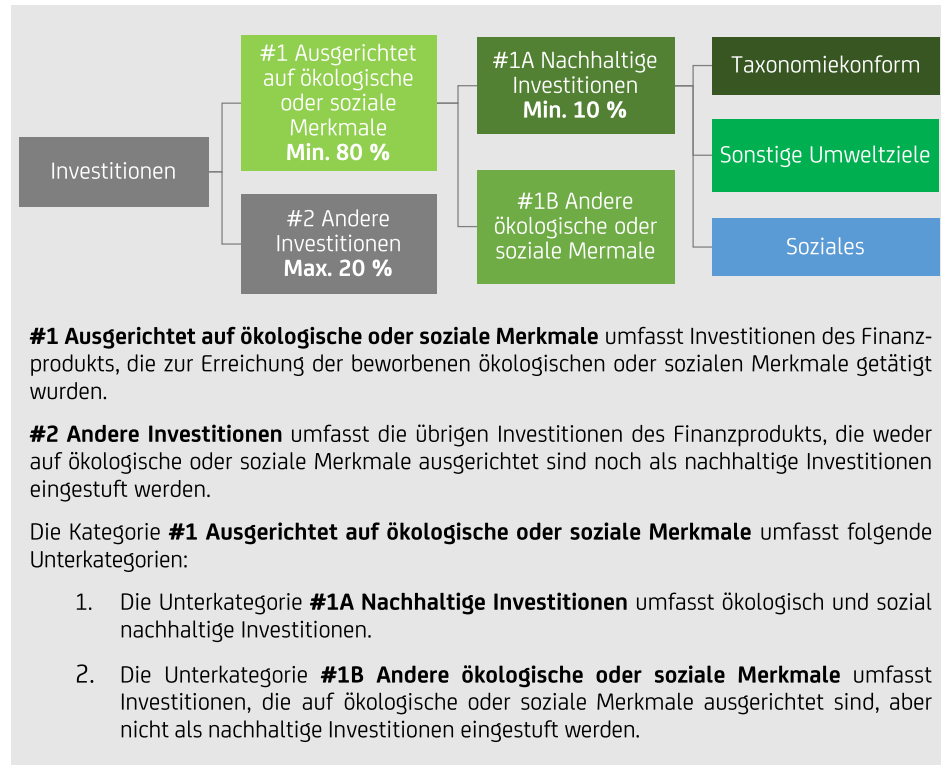 Investitionen
#1 Ausgerichtet
auf ökologische
oder soziale
Merkmale
Min. 80 %
#2 Andere
Investitionen
Max. 20 %
#1A Nachhaltige
Investitionen
Min. 10 %
#1B Andere
ökologische oder
soziale Mermale
Taxonomiekonform
Sonstige Umweltziele
Soziales
#1 Ausgerichtet auf ökologische oder soziale Merkmale umfasst Investitionen des Finanz-
produkts, die zur Erreichung der beworbenen ökologischen oder sozialen Merkmale getätigt
wurden.
#2 Andere Investitionen umfasst die übrigen Investitionen des Finanzprodukts, die weder
auf ökologische oder soziale Merkmale ausgerichtet sind noch als nachhaltige Investitionen
eingestuft werden.
Die Kategorie #1 Ausgerichtet auf ökologische oder soziale Merkmale umfasst folgende
Unterkategorien:
1. Die Unterkategorie #1A Nachhaltige Investitionen umfasst ökologisch und sozial
nachhaltige Investitionen.
2. Die Unterkategorie #1B Andere ökologische oder soziale Merkmale umfasst
Investitionen, die auf ökologische oder soziale Merkmale ausgerichtet sind, aber
nicht als nachhaltige Investitionen eingestuft werden.